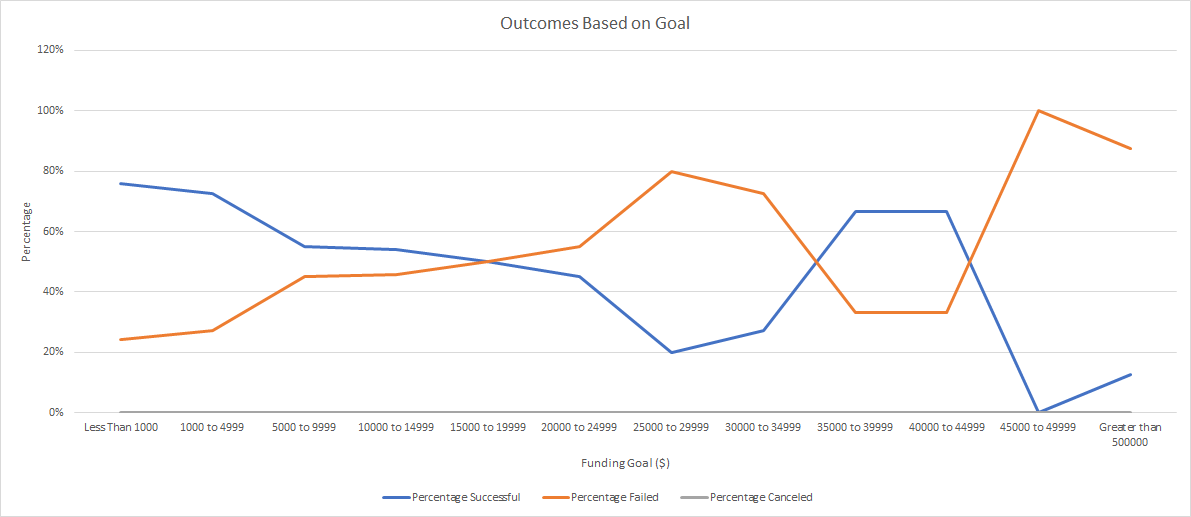 Outcomes Based on Goal
120%
100%
80%
60%
40%
20%
0%
Percentage
Less Than 1000
1000 to 4999
5000 to 9999
10000 to 14999
15000 to 19999
20000 to 24999
25000 to 29999
30000 to 34999
35000 to 39999
40000 to 44999
45000 to 49999
Greater than
500000
Funding Goal ($)
Percentage Successful
Percentage Failed
Percentage Canceled